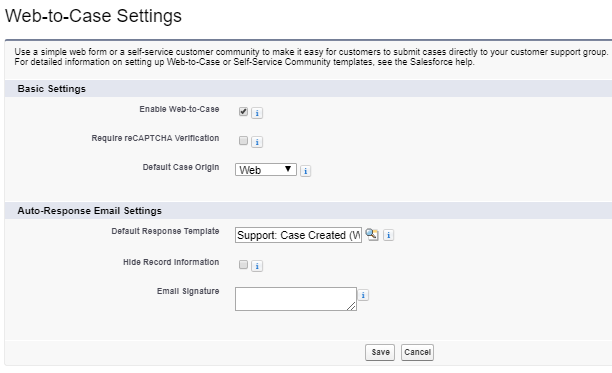 Web-to-Case Settings
Use a simple web form or a self-service customer community to make it easy for customers to submit cases directly to your customer support group.
For detailed information on setting up Web-to-Case or Self-Service Community templates, see the Salesforce help.
Basic Settings
Enable Web-to-Case i
Require reCAPTCHA Verification i
Default Case Origin Web i
Auto-Response Email Settings
Default Response Template Support: Case Created (W i
Hide Record Information i
Email Signature i
Save Cancel